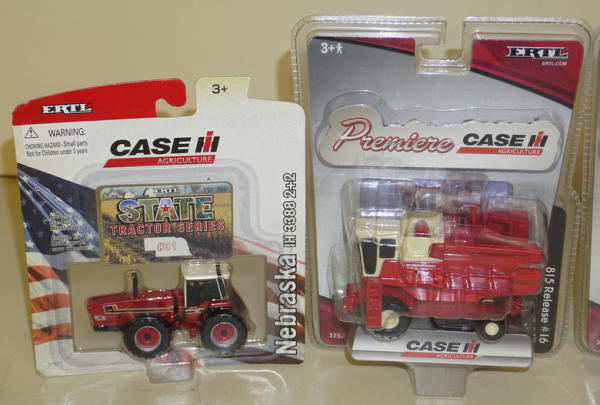 ERTL
3+
WARNING:
CHOKING HAZARD-Small parts
Not for Children under 3 years
CASE IH
AGRICULTURE
ERTL
STATE
TRACTOR SERIES
#31
Nebraska IH 3388 2+2
3+
ERTL
ERTL.COM
Premiere
CASE IH
AGRICULTURE
815 Release #16
CASE IH
AGRICULTURE